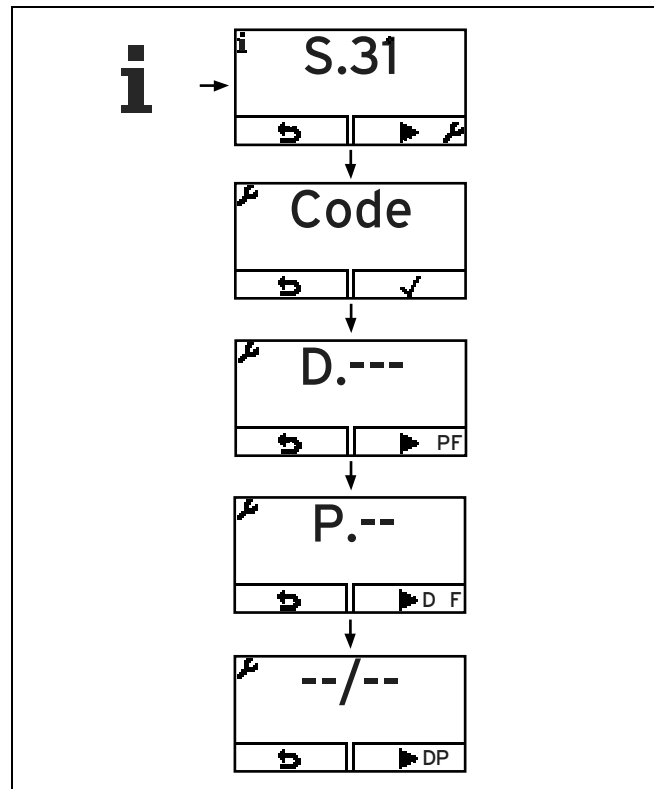 i
i
S.31
Code
D.---
PF
P.--
D F
--/--
DP